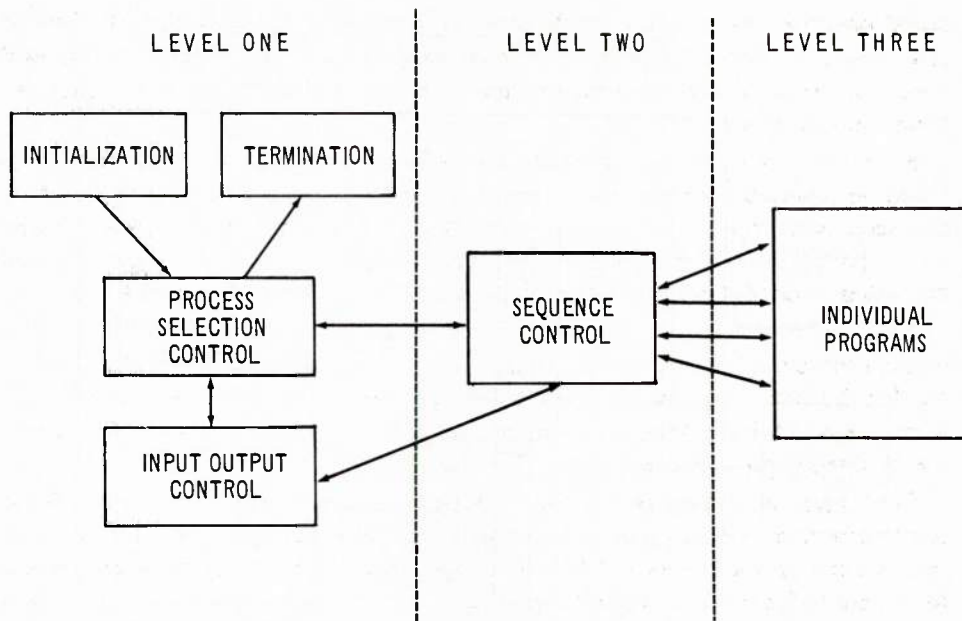 LEVEL ONE
LEVEL TWO
LEVEL THREE
INITIALIZATION
TERMINATION
PROCESS
SELECTION
CONTROL
SEQUENCE
CONTROL
INDIVIDUAL
PROGRAMS
INPUT OUTPUT
CONTROL